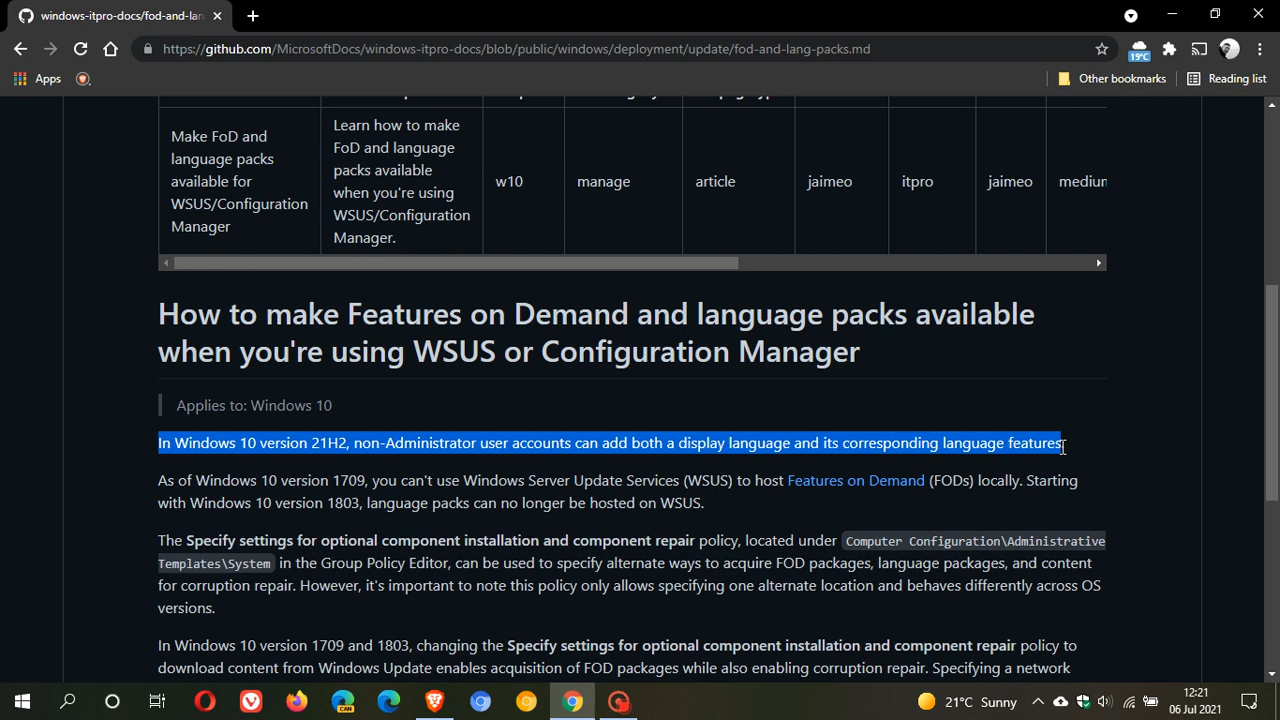 windows-itpro-docs/fod-and-lan
https://github.com/MicrosoftDocs/windows-itpro-docs/blob/public/windows/deployment/update/fod-and-lang-packs.md
19°C
Apps
Other bookmarks
Reading list
Make FoD and
language packs
available for
WSUS/Configuration
Manager
Learn how to make
FoD and language
packs available
when you're using
WSUS/Configuration
Manager.
w10
manage
article
jaimeo
itpro
jaimeo
medium
How to make Features on Demand and language packs available
when you're using WSUS or Configuration Manager
Applies to: Windows 10
In Windows 10 version 21H2, non-Administrator user accounts can add both a display language and its corresponding language features.
As of Windows 10 version 1709, you can't use Windows Server Update Services (WSUS) to host Features on Demand (FODs) locally. Starting
with Windows 10 version 1803, language packs can no longer be hosted on WSUS.
The Specify settings for optional component installation and component repair policy, located under Computer Configuration\Administrative
Templates\System in the Group Policy Editor, can be used to specify alternate ways to acquire FOD packages, language packages, and content
for corruption repair. However, it's important to note this policy only allows specifying one alternate location and behaves differently across OS
versions.
In Windows 10 version 1709 and 1803, changing the Specify settings for optional component installation and component repair policy to
download content from Windows Update enables acquisition of FOD packages while also enabling corruption repair. Specifying a network
CAN
21°C Sunny
12:21
06 Jul 2021